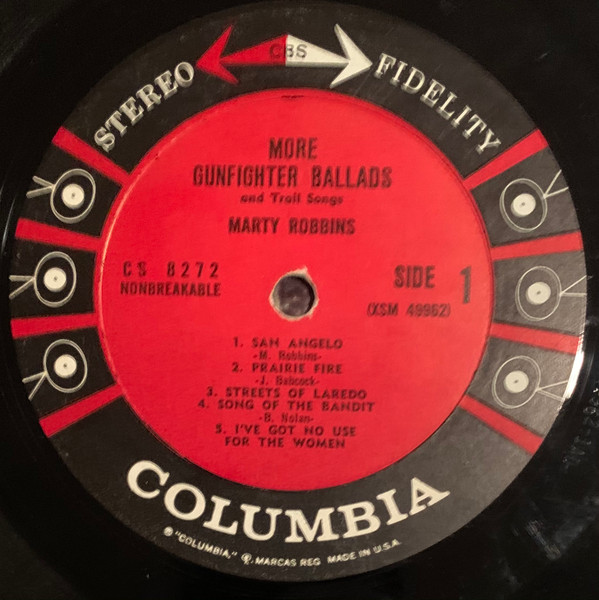 CBS
STEREO FIDELITY
MORE
GUNFIGHTER BALLADS
and Trail Songs
MARTY ROBBINS
CS 8272
NONBREAKABLE
SIDE 1
(XSM 49962)
1. SAN ANGELO
-M. Robbins-
2. PRAIRIE FIRE
-J. Babcock-
3. STREETS OF LAREDO
4. SONG OF THE BANDIT
-B. Nolan-
5. I'VE GOT NO USE
FOR THE WOMEN
COLUMBIA
® "COLUMBIA," Ⓟ, MARCAS REG. MADE IN U.S.A.